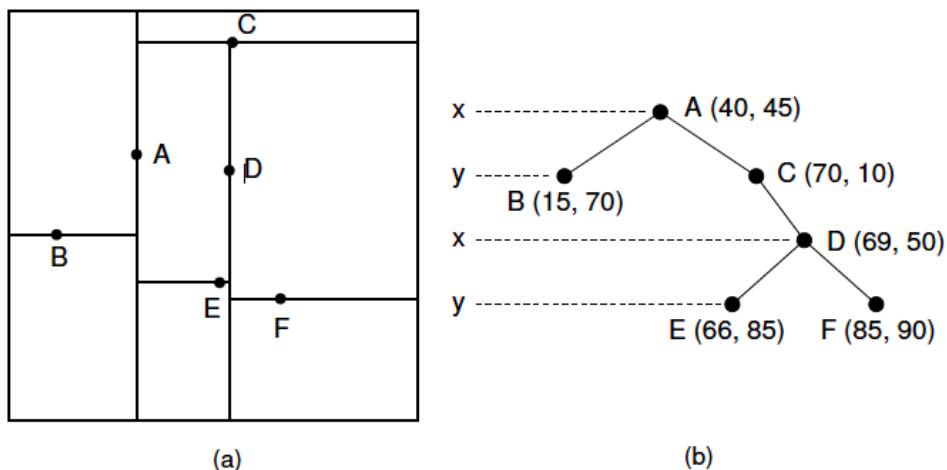 C
A
D
B
E
F
(a)
x
A (40, 45)
y
B (15, 70)
C (70, 10)
x
D (69, 50)
y
E (66, 85)
F (85, 90)
(b)